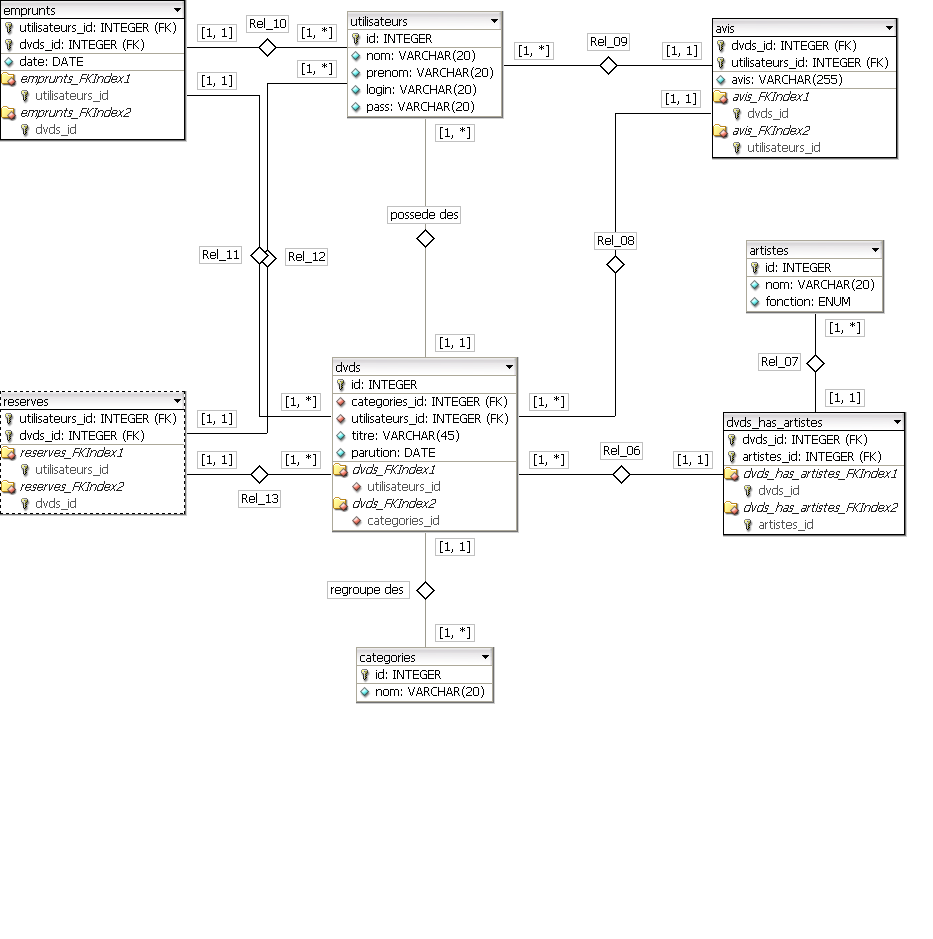 emprunts
utilisateurs_id: INTEGER (FK)
dvds_id: INTEGER (FK)
date: DATE
emprunts_FKIndex1
utilisateurs_id
emprunts_FKIndex2
dvds_id
[1, 1]
Rel_10
[1, *]
[1, 1]
[1, *]
utilisateurs
id: INTEGER
nom: VARCHAR(20)
prenom: VARCHAR(20)
login: VARCHAR(20)
pass: VARCHAR(20)
[1, *]
[1, *]
Rel_09
[1, 1]
[1, 1]
avis
dvds_id: INTEGER (FK)
utilisateurs_id: INTEGER (FK)
avis: VARCHAR(255)
avis_FKIndex1
dvds_id
avis_FKIndex2
utilisateurs_id
possede des
Rel_11
Rel_12
Rel_08
artistes
id: INTEGER
nom: VARCHAR(20)
fonction: ENUM
[1, *]
Rel_07
[1, 1]
[1, 1]
reserves
utilisateurs_id: INTEGER (FK)
dvds_id: INTEGER (FK)
reserves_FKIndex1
utilisateurs_id
reserves_FKIndex2
dvds_id
[1, *]
[1, 1]
[1, 1]
[1, *]
Rel_13
dvds
id: INTEGER
categories_id: INTEGER (FK)
utilisateurs_id: INTEGER (FK)
titre: VARCHAR(45)
parution: DATE
dvds_FKIndex1
utilisateurs_id
dvds_FKIndex2
categories_id
[1, *]
[1, *]
Rel_06
[1, 1]
dvds_has_artistes
dvds_id: INTEGER (FK)
artistes_id: INTEGER (FK)
dvds_has_artistes_FKIndex1
dvds_id
dvds_has_artistes_FKIndex2
artistes_id
[1, 1]
regroupe des
[1, *]
categories
id: INTEGER
nom: VARCHAR(20)